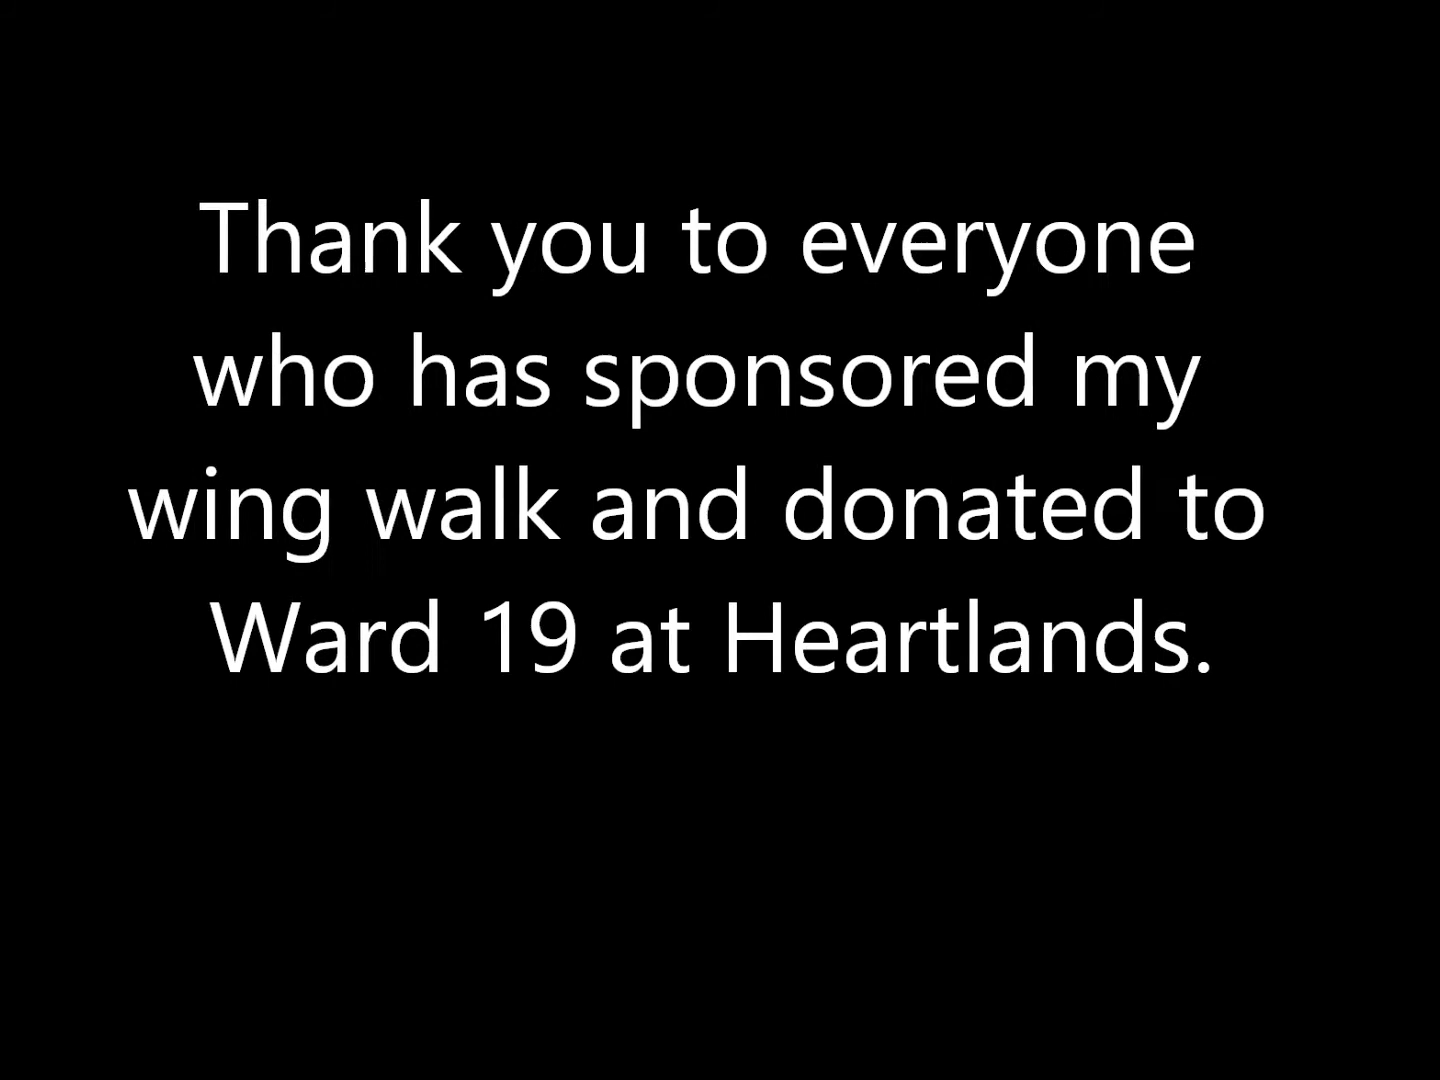 Thank you to everyone
who has sponsored my
wing walk and donated to
Ward 19 at Heartlands.